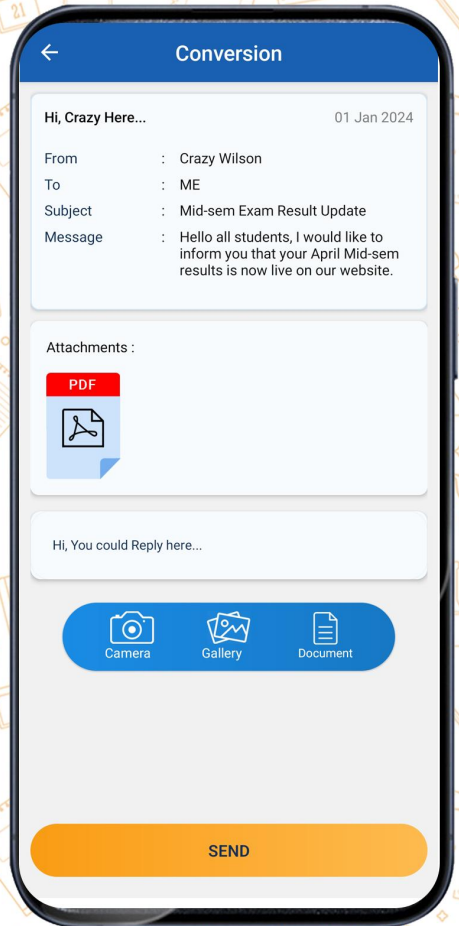 21
Conversion
Hi, Crazy Here... 01 Jan 2024
From : Crazy Wilson
To : ME
Subject : Mid-sem Exam Result Update
Message : Hello all students, I would like to
inform you that your April Mid-sem
results is now live on our website.
Attachments :
PDF
Hi, You could Reply here...
Camera Gallery Document
SEND